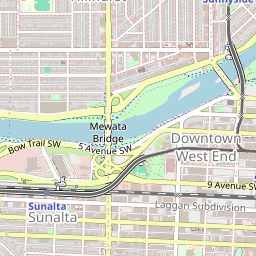 Sunnyside
Mewata
Bridge
Bow Trail SW
5 Avenue SW
Downtown
West End
9 Avenue SW
Sunalta
Sunalta
Laggan Subdivision